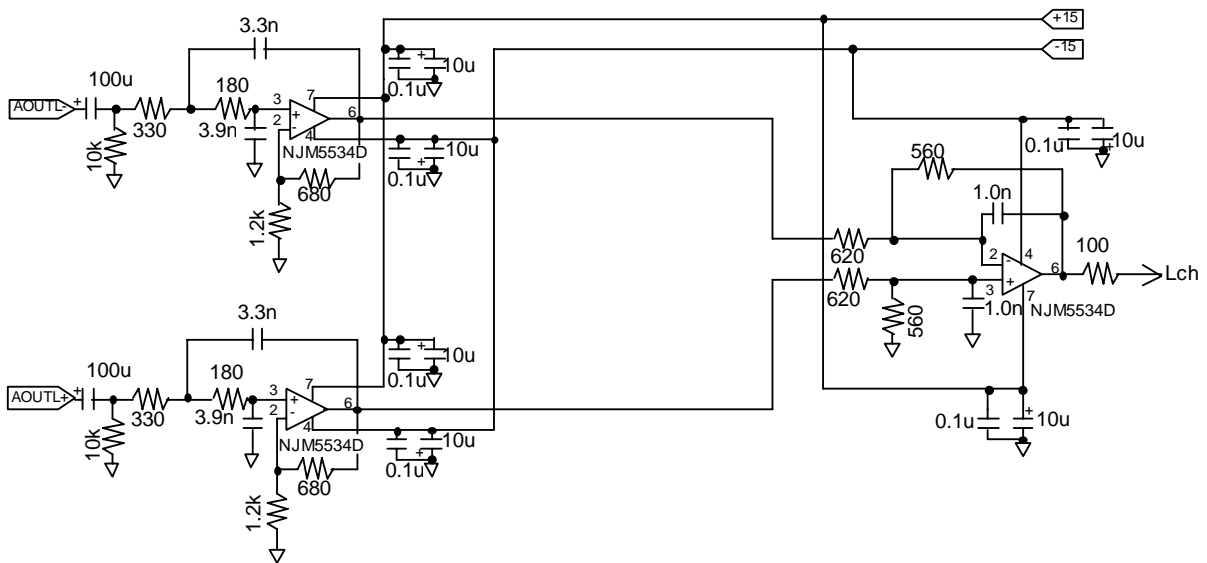 +15
-15
3.3n
100u
180
+
10u
0.1u
AOUTL-
+
330
3.9n
10k
3
2
+
-
7
4
6
NJM5534D
680
1.2k
10u
0.1u
+
0.1u
10u
+
560
1.0n
620
620
560
2
3
-
+
4
7
6
100
Lch
1.0n
NJM5534D
3.3n
100u
180
+
10u
0.1u
AOUTL+
+
330
3.9n
10k
3
2
+
-
7
4
6
NJM5534D
680
1.2k
10u
0.1u
+
0.1u
+
10u